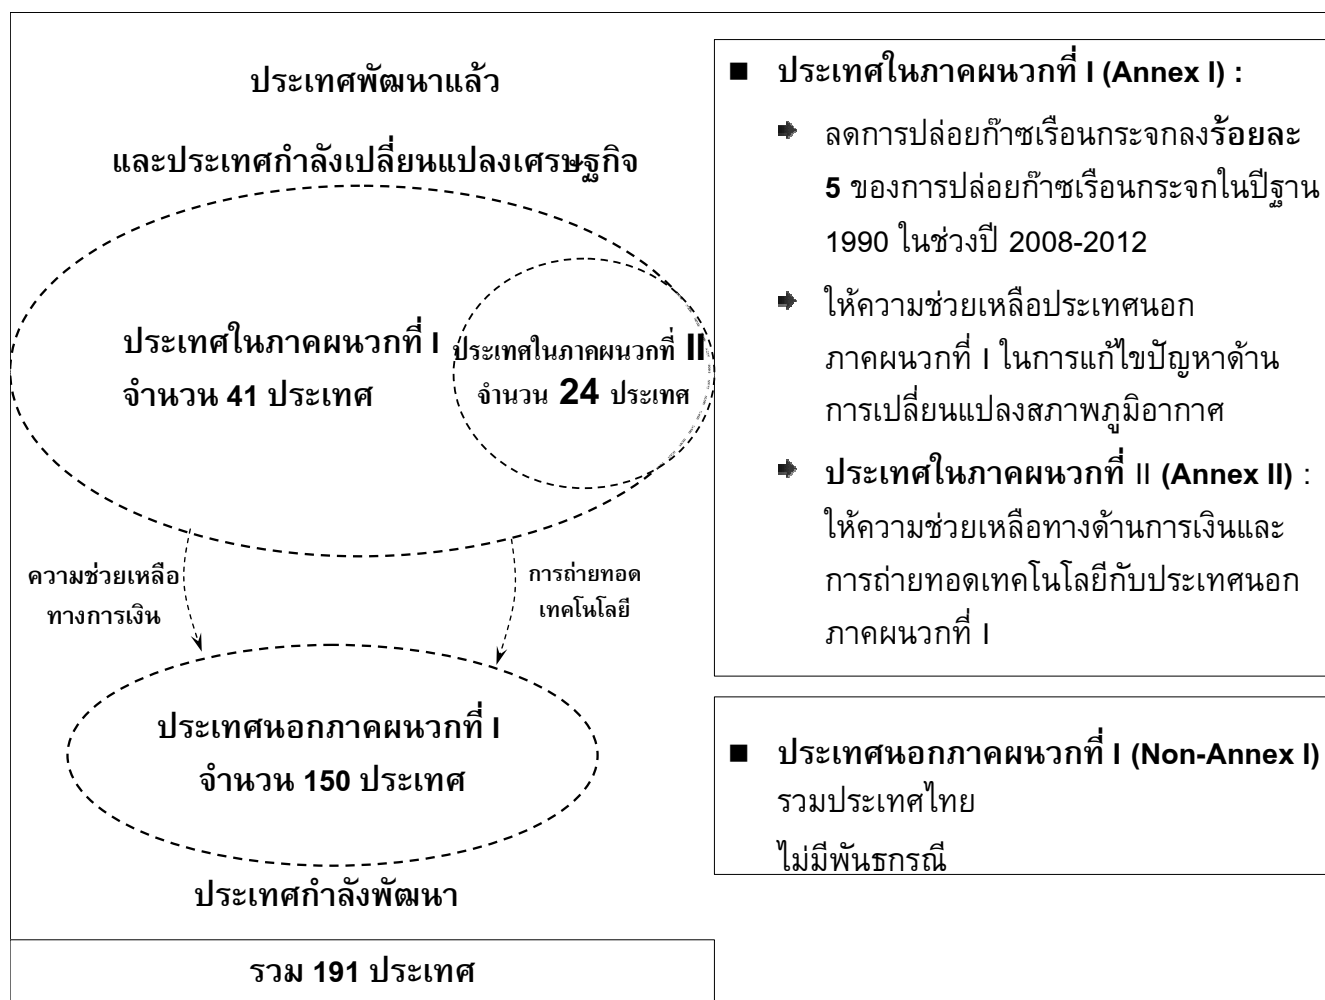 ประเทศพัฒนาแล้ว
และประเทศกำลังเปลี่ยนแปลงเศรษฐกิจ
ประเทศในภาคผนวกที่ I
จำนวน 41 ประเทศ
ประเทศในภาคผนวกที่ II
จำนวน 24 ประเทศ
ความช่วยเหลือ
ทางการเงิน
การถ่ายทอด
เทคโนโลยี
ประเทศนอกภาคผนวกที่ I
จำนวน 150 ประเทศ
ประเทศกำลังพัฒนา
รวม 191 ประเทศ
■ ประเทศในภาคผนวกที่ I (Annex I) :
ลดการปล่อยก๊าซเรือนกระจกลงร้อยละ
5 ของการปล่อยก๊าซเรือนกระจกในปีฐาน
1990 ในช่วงปี 2008-2012
ให้ความช่วยเหลือประเทศนอก
ภาคผนวกที่ I ในการแก้ไขปัญหาด้าน
การเปลี่ยนแปลงสภาพภูมิอากาศ
ประเทศในภาคผนวกที่ II (Annex II) :
ให้ความช่วยเหลือทางด้านการเงินและ
การถ่ายทอดเทคโนโลยีกับประเทศนอก
ภาคผนวกที่ I
■ ประเทศนอกภาคผนวกที่ I (Non-Annex I)
รวมประเทศไทย
ไม่มีพันธกรณี